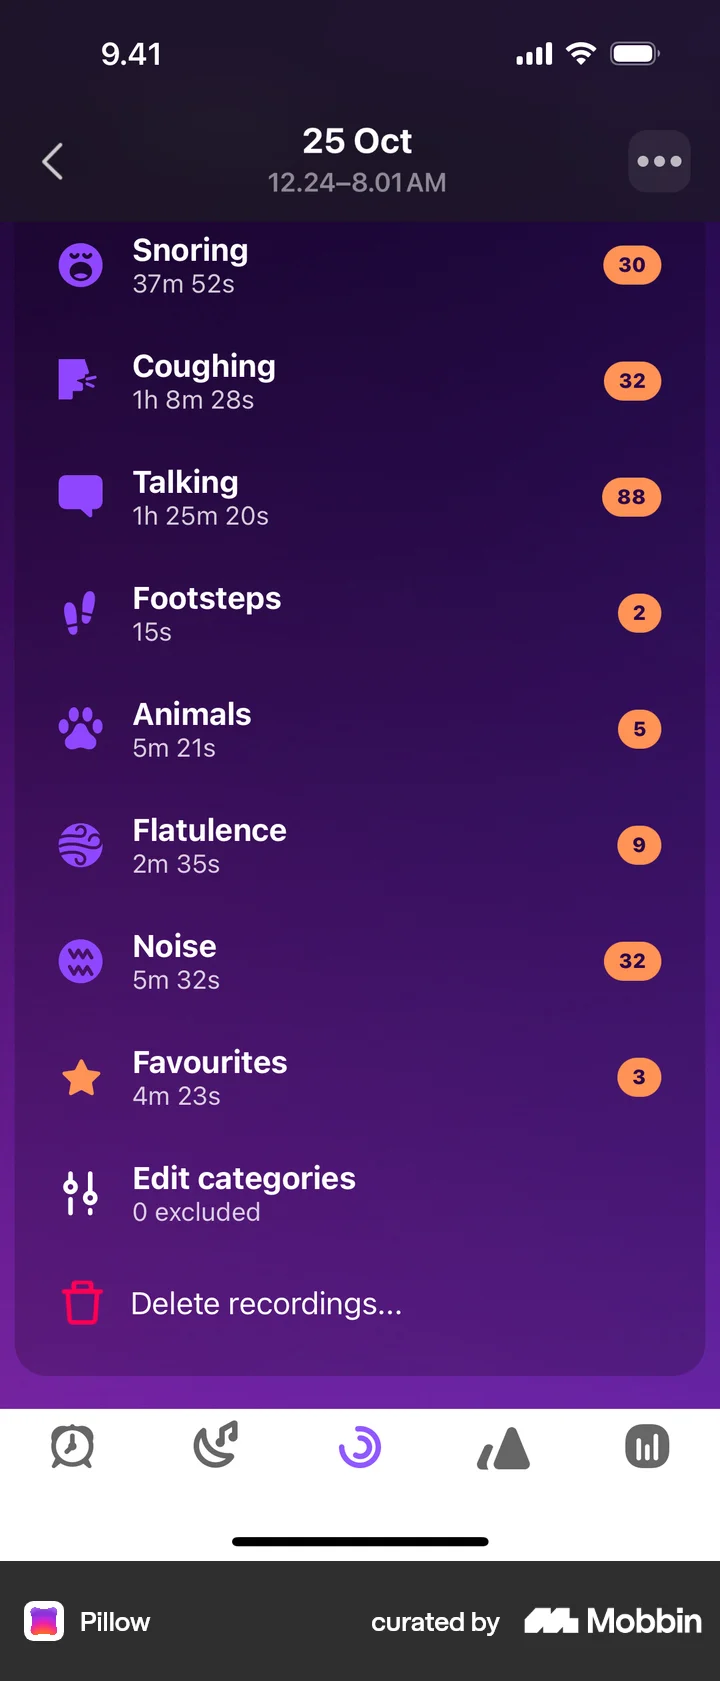 9.41
25 Oct
12.24–8.01 AM
Snoring
37m 52s
30
Coughing
1h 8m 28s
32
Talking
1h 25m 20s
88
Footsteps
15s
2
Animals
5m 21s
5
Flatulence
2m 35s
9
Noise
5m 32s
32
Favourites
4m 23s
3
Edit categories
0 excluded
Delete recordings...
Pillow
curated by Mobbin